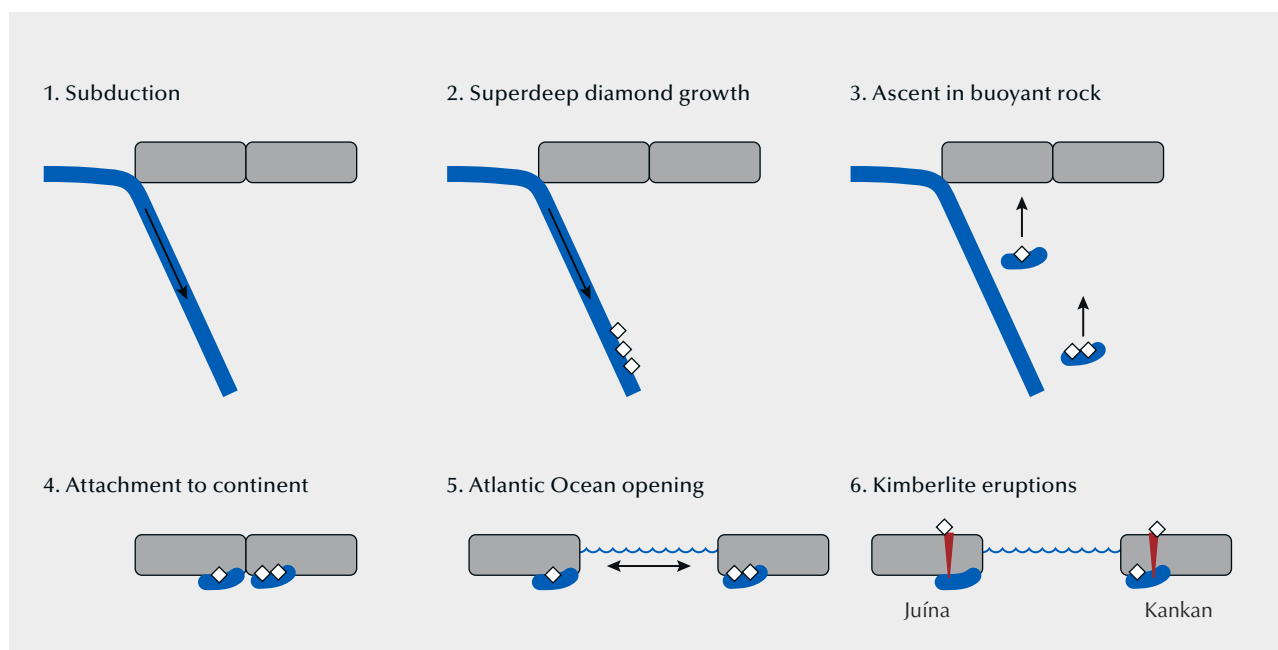 1. Subduction
2. Superdeep diamond growth
3. Ascent in buoyant rock
4. Attachment to continent
5. Atlantic Ocean opening
6. Kimberlite eruptions
Juína
Kankan